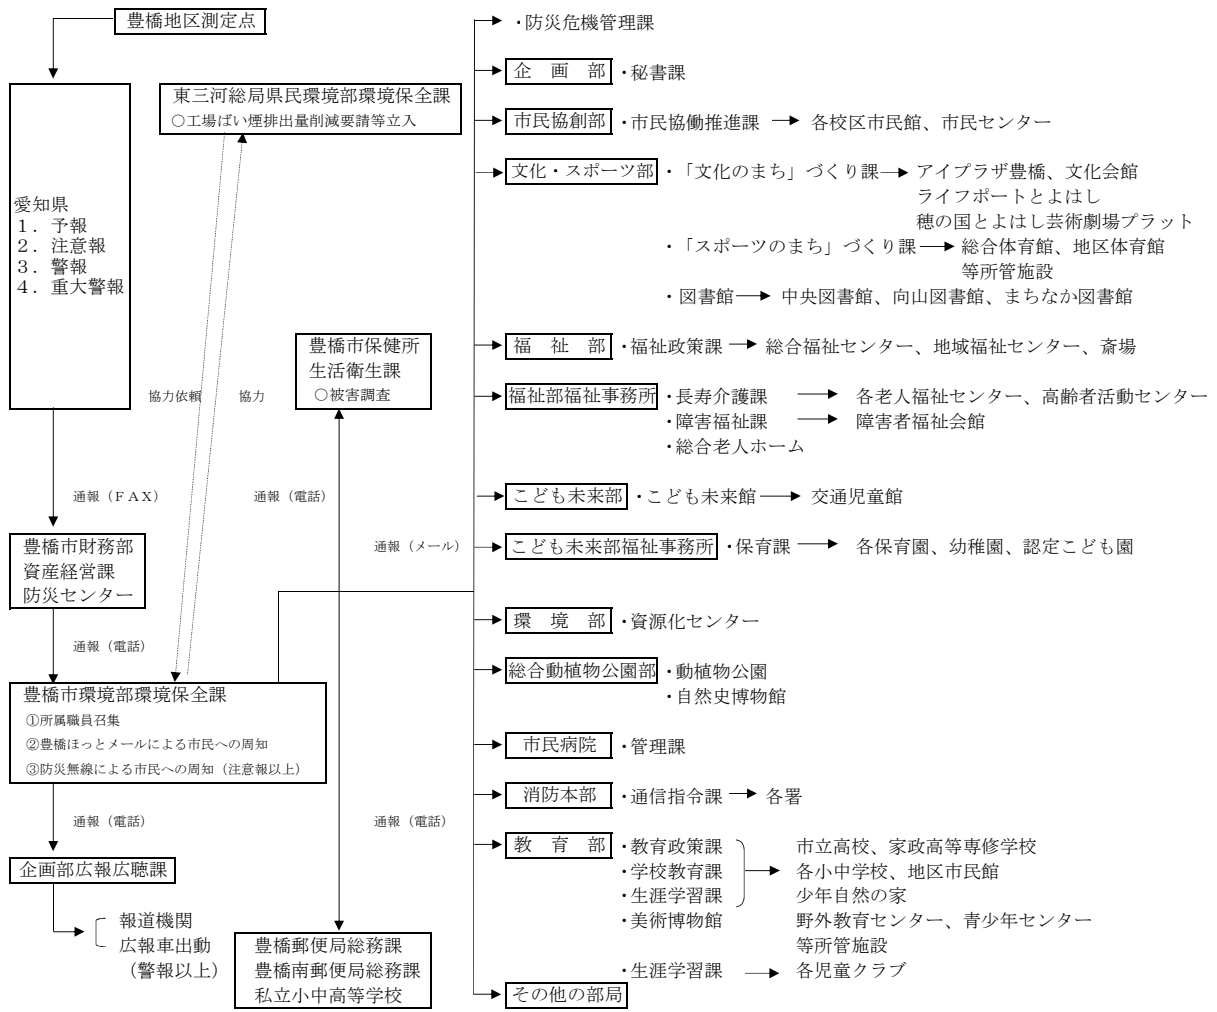 豊橋地区測定点
愛知県
１．予報
２．注意報
３．警報
４．重大警報
東三河総局県民環境部環境保全課
○工場ばい煙排出量削減要請等立入
協力依頼
協力
豊橋市保健所
生活衛生課
○被害調査
通報（ＦＡＸ）
通報（電話）
豊橋市財務部
資産経営課
防災センター
通報（電話）
豊橋市環境部環境保全課
①所属職員召集
②豊橋ほっとメールによる市民への周知
③防災無線による市民への周知（注意報以上）
通報（電話）
企画部広報広聴課
報道機関
広報車出動
（警報以上）
豊橋郵便局総務課
豊橋南郵便局総務課
私立小中高等学校
通報（メール）
通報（電話）
・防災危機管理課
企　画　部 ・秘書課
市民協創部 ・市民協働推進課 各校区市民館、市民センター
文化・スポーツ部 ・「文化のまち」づくり課 アイプラザ豊橋、文化会館
ライフポートとよはし
穂の国とよはし芸術劇場プラット
・「スポーツのまち」づくり課 総合体育館、地区体育館
等所管施設
・図書館 中央図書館、向山図書館、まちなか図書館
福　祉　部 ・福祉政策課 総合福祉センター、地域福祉センター、斎場
福祉部福祉事務所 ・長寿介護課 各老人福祉センター、高齢者活動センター
・障害福祉課 障害者福祉会館
・総合老人ホーム
こども未来部 ・こども未来館 交通児童館
こども未来部福祉事務所 ・保育課 各保育園、幼稚園、認定こども園
環　境　部 ・資源化センター
総合動植物公園部 ・動植物公園
・自然史博物館
市民病院 ・管理課
消防本部 ・通信指令課 各署
教　育　部 ・教育政策課 市立高校、家政高等専修学校
・学校教育課 各小中学校、地区市民館
・生涯学習課 少年自然の家
・美術博物館 野外教育センター、青少年センター
等所管施設
・生涯学習課 各児童クラブ
その他の部局